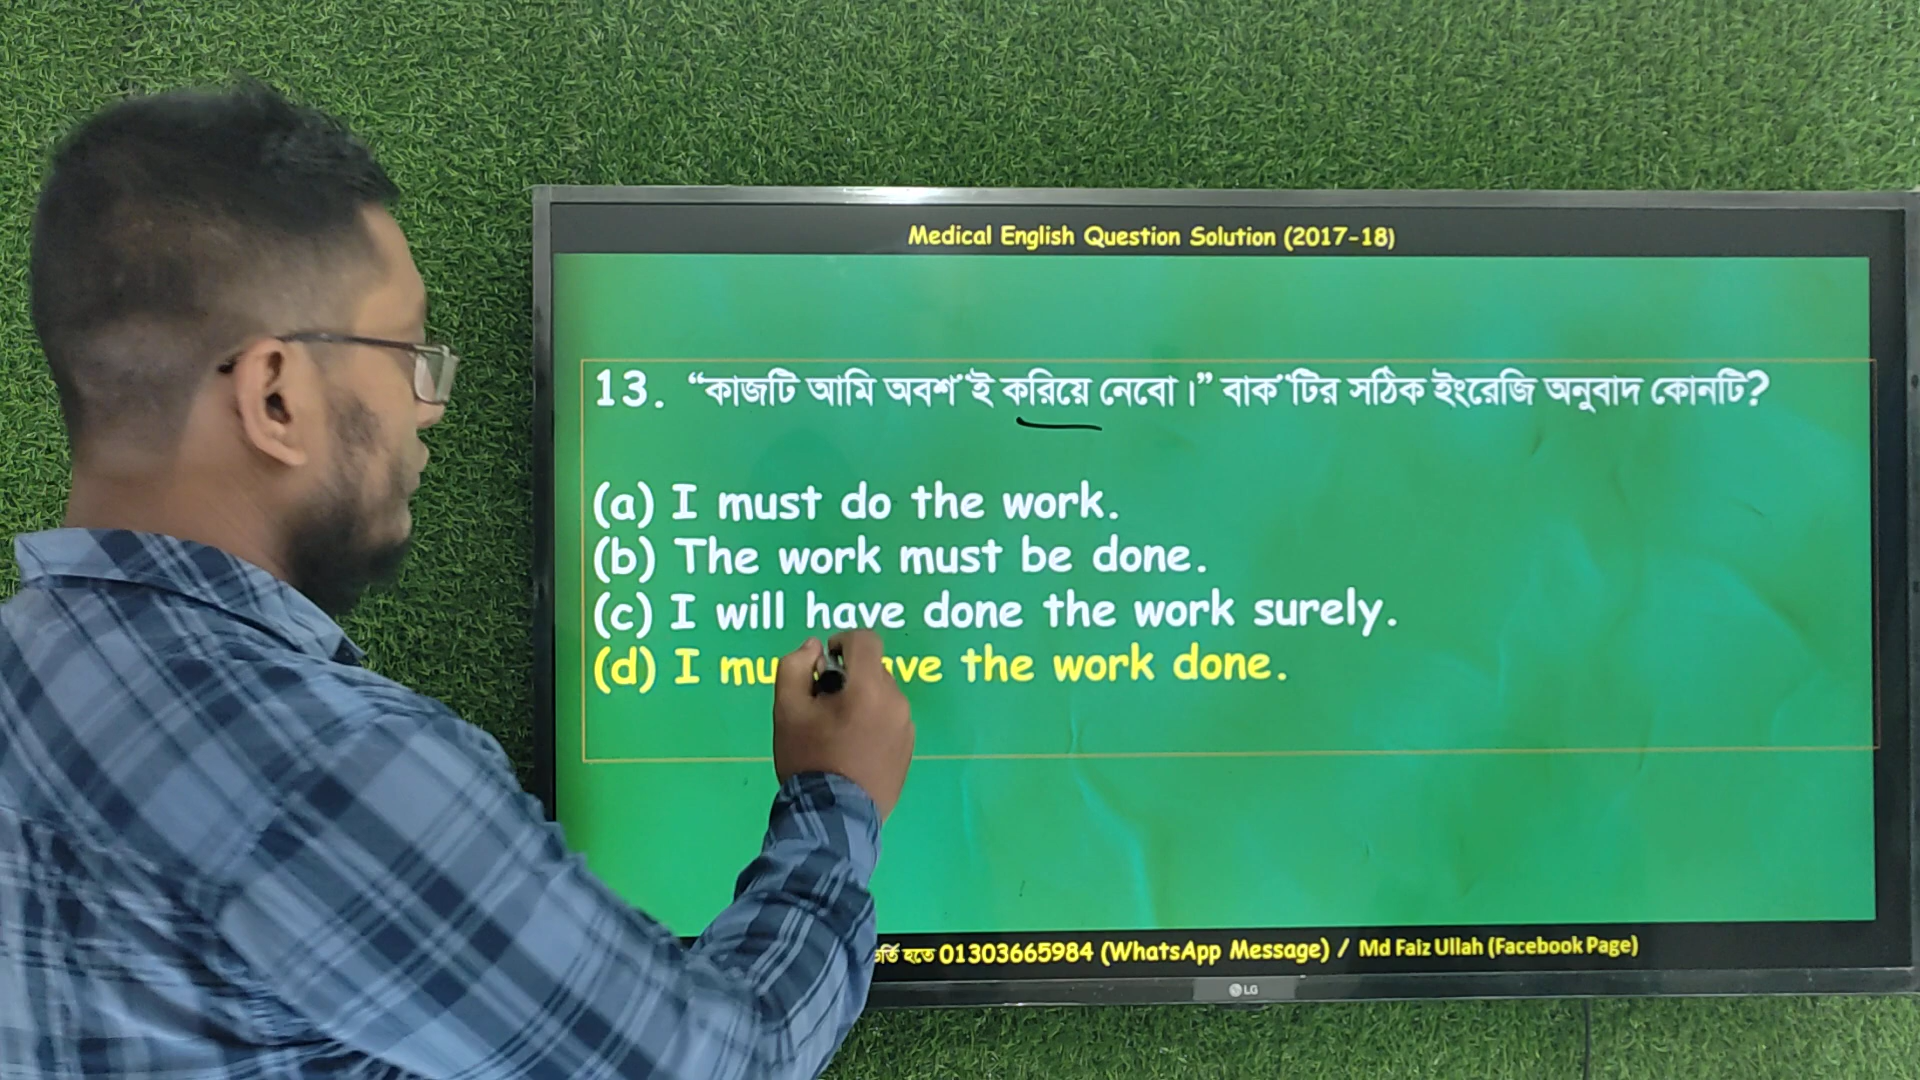 Medical English Question Solution (2017-18)
13. “কাজটি আমি অবশ্যই করিয়ে নেবো।” বাক্যটির সঠিক ইংরেজি অনুবাদ কোনটি?
(a) I must do the work.
(b) The work must be done.
(c) I will have done the work surely.
(d) I the work done.
হতে 01303665984 (WhatsApp Message) / Md Faiz Ullah (Facebook Page)
LG